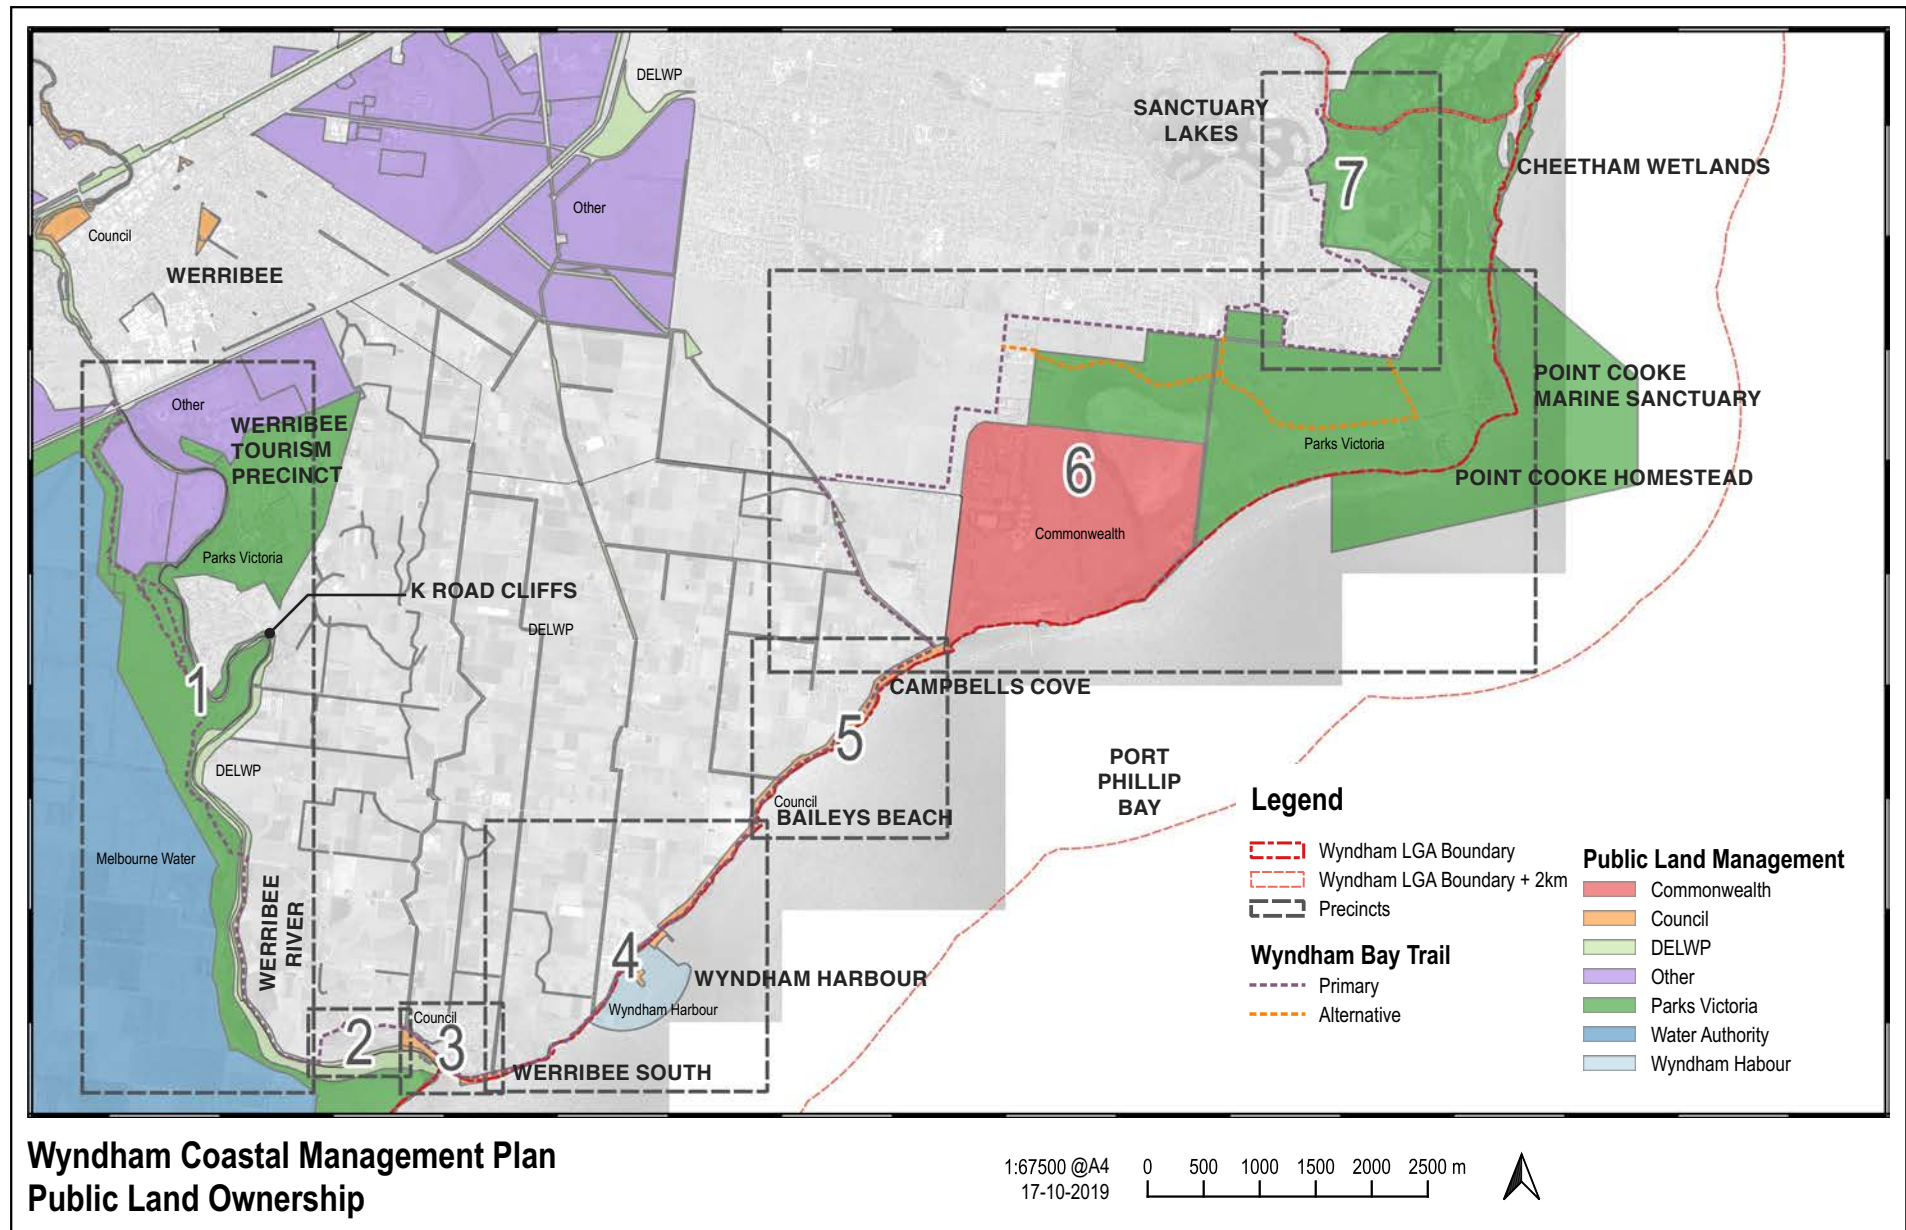 DELWP
SANCTUARY
LAKES
CHEETHAM WETLANDS
7
Other
Council
WERRIBEE
POINT COOKE
MARINE SANCTUARY
Other
WERRIBEE
TOURISM
PRECINCT
Parks Victoria
6
POINT COOKE HOMESTEAD
Commonwealth
Parks Victoria
K ROAD CLIFFS
DELWP
1
CAMPBELLS COVE
5
DELWP
PORT
PHILLIP
BAY
Council
BAILEYS BEACH
Melbourne Water
WERRIBEE
RIVER
4
WYNDHAM HARBOUR
Wyndham Harbour
Council
2
3
WERRIBEE SOUTH
Legend
Wyndham LGA Boundary
Wyndham LGA Boundary + 2km
Precincts
Wyndham Bay Trail
Primary
Alternative
Public Land Management
Commonwealth
Council
DELWP
Other
Parks Victoria
Water Authority
Wyndham Habour
Wyndham Coastal Management Plan
Public Land Ownership
1:67500 @A4
17-10-2019
0 500 1000 1500 2000 2500 m